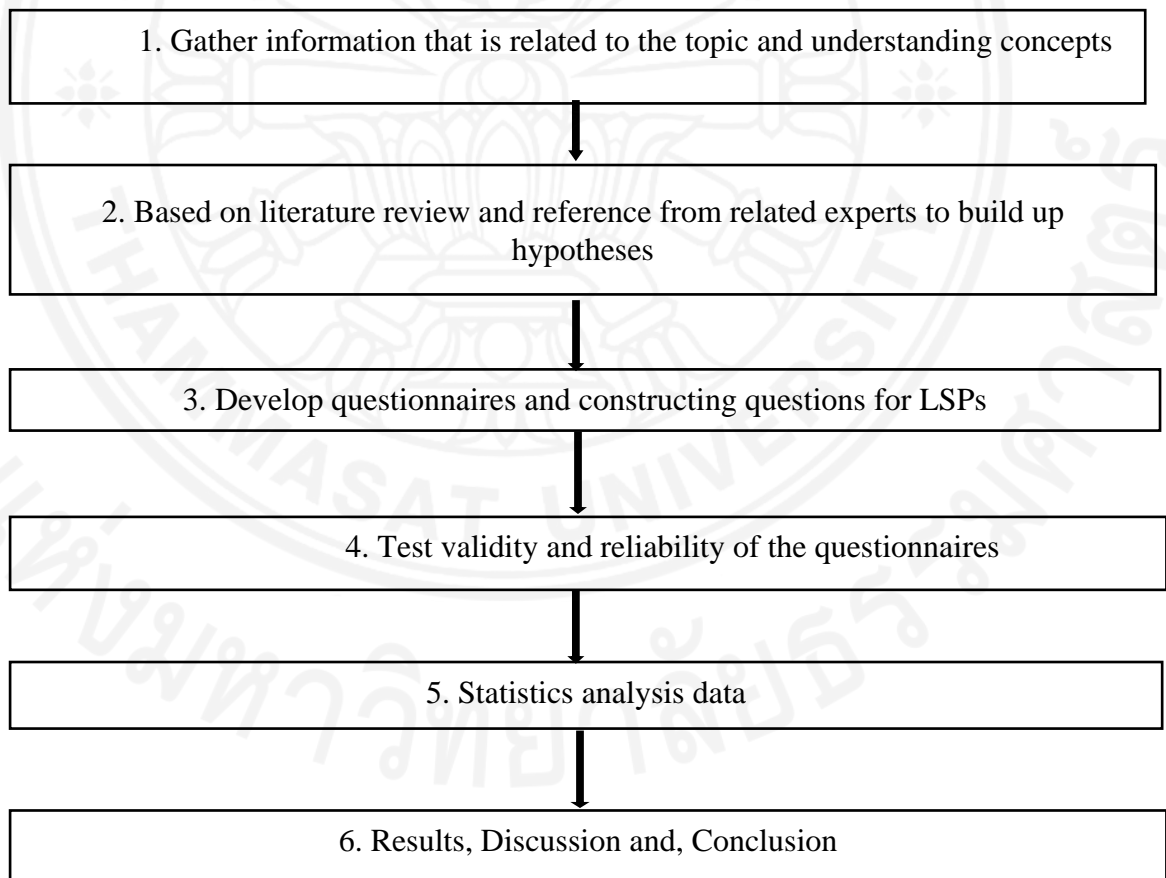 1. Gather information that is related to the topic and understanding concepts
2. Based on literature review and reference from related experts to build up
hypotheses
3. Develop questionnaires and constructing questions for LSPs
4. Test validity and reliability of the questionnaires
5. Statistics analysis data
6. Results, Discussion and, Conclusion
THAMMASAT UNIVERSITY